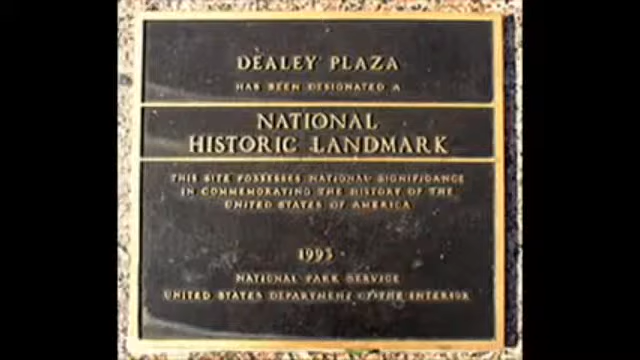 DEALEY PLAZA
HAS BEEN DESIGNATED A
NATIONAL
HISTORIC LANDMARK
THIS SITE POSSESSES NATIONAL SIGNIFICANCE
IN COMMEMORATING THE HISTORY OF THE
UNITED STATES OF AMERICA
1993
NATIONAL PARK SERVICE
UNITED STATES DEPARTMENT OF THE INTERIOR